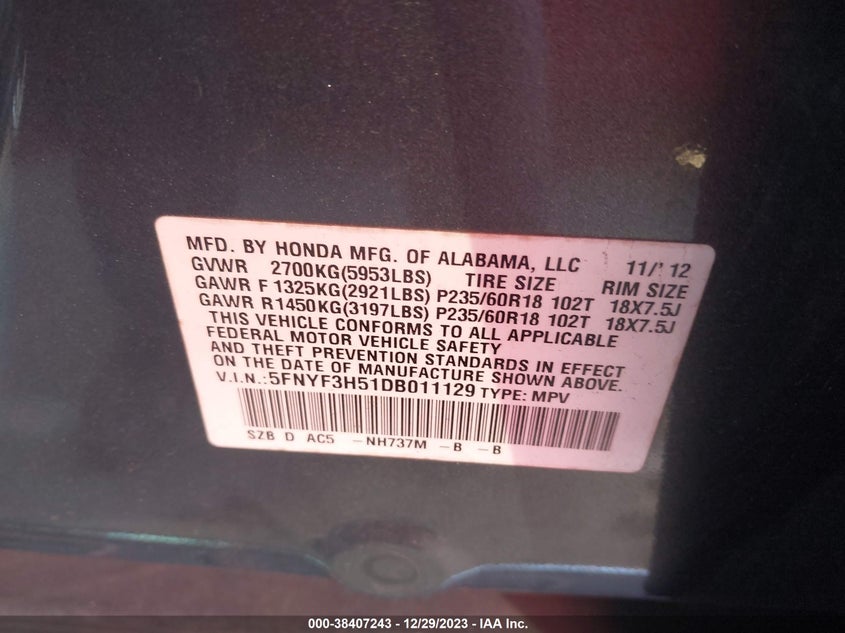 MFD. BY HONDA MFG. OF ALABAMA, LLC 11/' 12
GVWR 2700KG(5953LBS) TIRE SIZE RIM SIZE
GAWR F 1325KG(2921LBS) P235/60R18 102T 18X7.5J
GAWR R1450KG(3197LBS) P235/60R18 102T 18X7.5J
THIS VEHICLE CONFORMS TO ALL APPLICABLE
FEDERAL MOTOR VEHICLE SAFETY
AND THEFT PREVENTION STANDARDS IN EFFECT
ON THE DATE OF MANUFACTURE SHOWN ABOVE.
V.I.N.:5FNYF3H51DB011129 TYPE: MPV
SZB D AC5 -NH737M -B -B
000-38407243 - 12/29/2023 - IAA Inc.